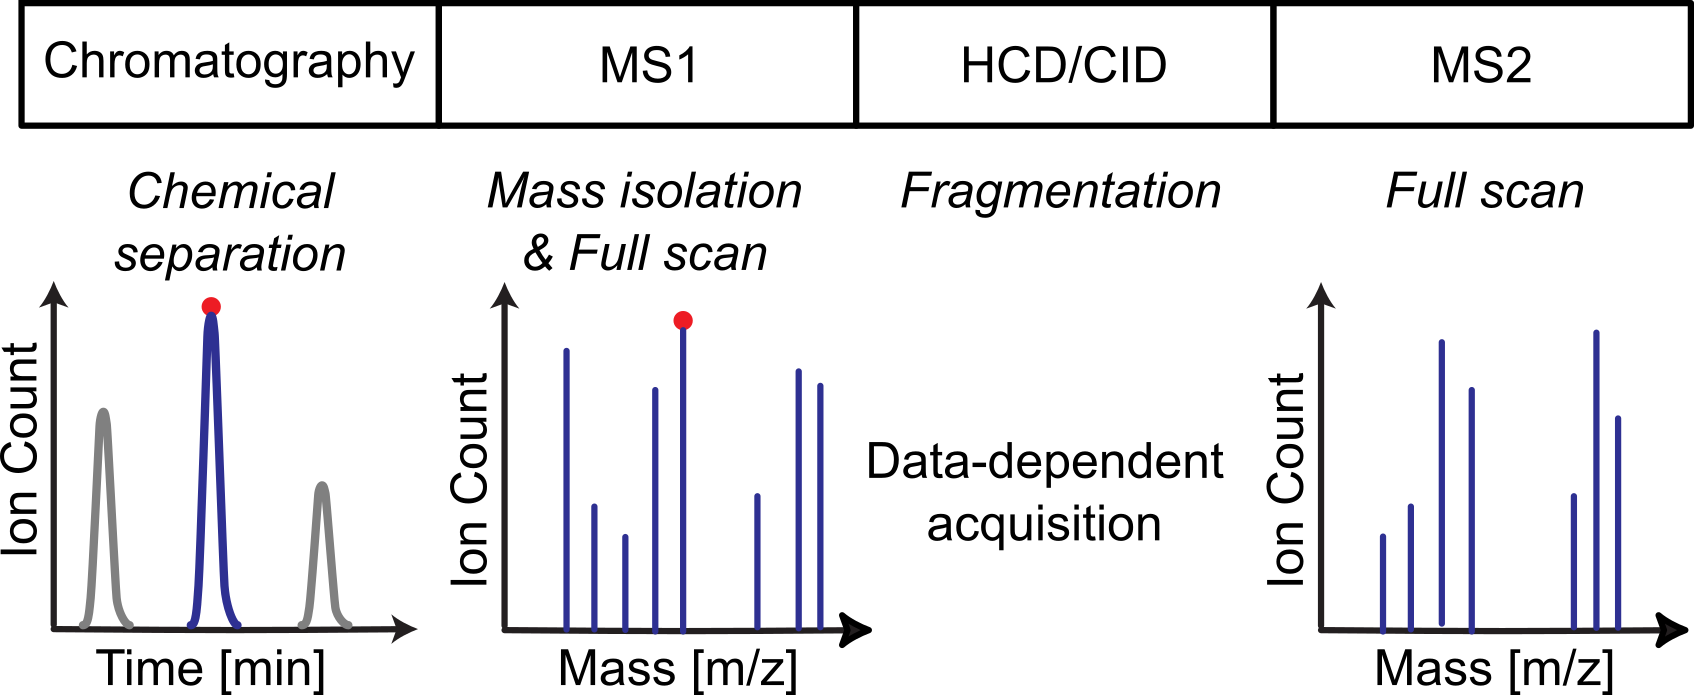 Chromatography
MS1
HCD/CID
MS2
Chemical
separation
Mass isolation
& Full scan
Fragmentation
Full scan
Ion Count
Time [min]
Ion Count
Mass [m/z]
Data-dependent
acquisition
Ion Count
Mass [m/z]